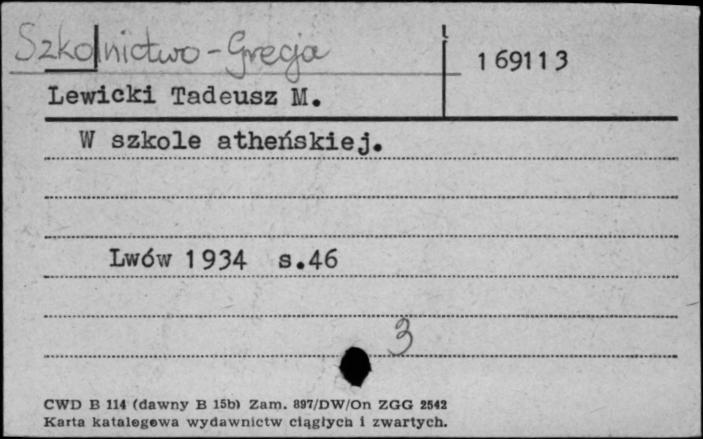 Szkolnictwo - Grecja
169113
Lewicki Tadeusz M.
W szkole atheńskiej.
Lwów 1934 s.46
3
CWD B 114 (dawny B 15b) Zam. 897/DW/On ZGG 2542
Karta katalogowa wydawnictw ciągłych i zwartych.